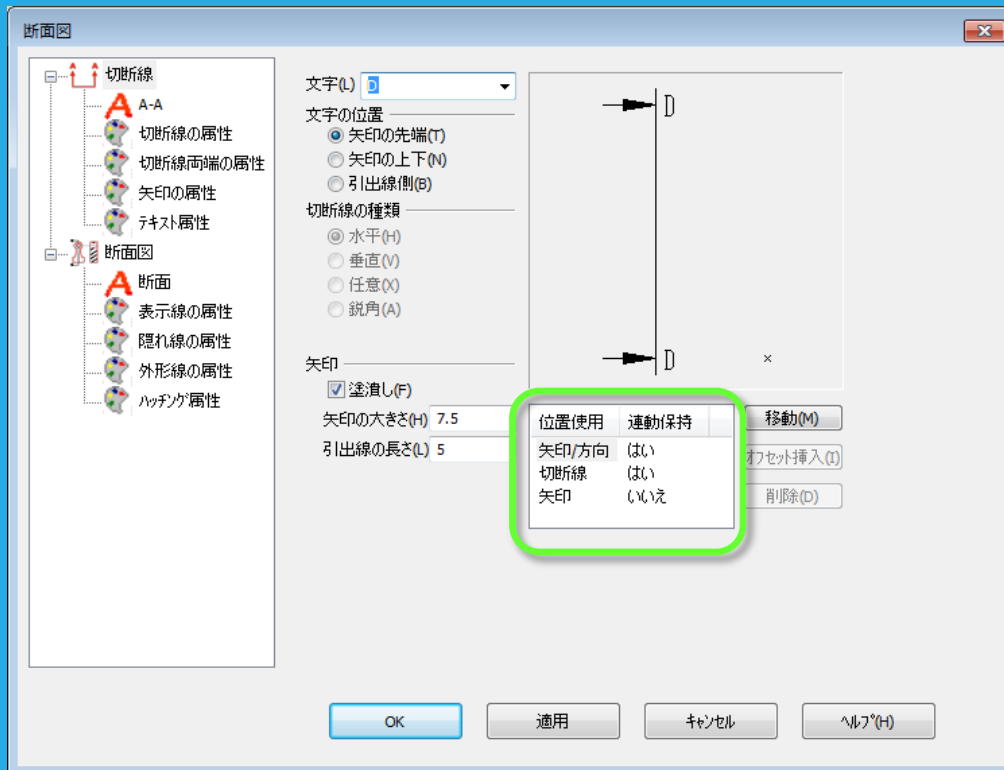 断面図
切断線
A-A
切断線の属性
切断線両端の属性
矢印の属性
テキスト属性
断面図
断面
表示線の属性
隠れ線の属性
外形線の属性
ハッチング属性
文字(L) D
文字の位置
矢印の先端(T)
矢印の上下(N)
引出線側(B)
切断線の種類
水平(H)
垂直(V)
任意(X)
鋭角(A)
矢印
塗潰し(F)
矢印の大きさ(H) 7.5
引出線の長さ(L) 5
D
D
位置使用 連動保持
矢印/方向 はい
切断線 はい
矢印 いいえ
移動(M)
オフセット挿入(I)
削除(D)
OK 適用 キャンセル ヘルプ(H)